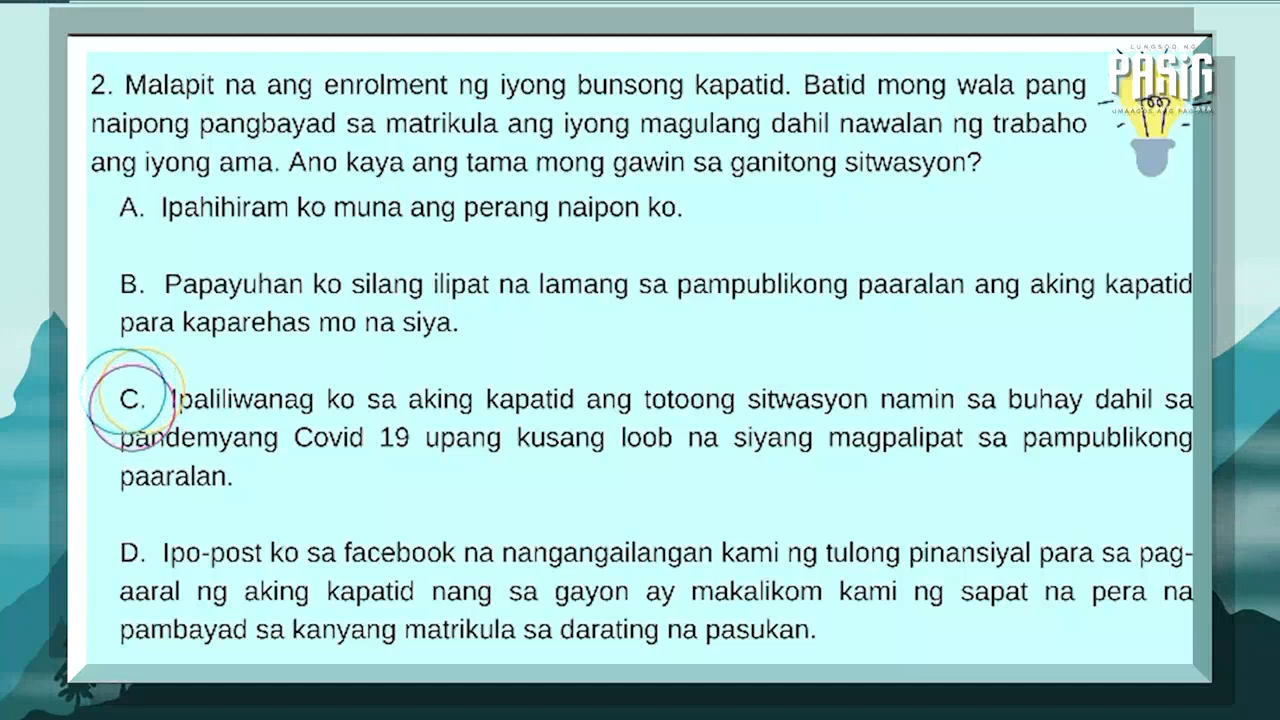 LUNGSOD NG
PASIG
UMAAGOS ANG PAG-ASA
2. Malapit na ang enrolment ng iyong bunsong kapatid. Batid mong wala pang
naipong pangbayad sa matrikula ang iyong magulang dahil nawalan ng trabaho
ang iyong ama. Ano kaya ang tama mong gawin sa ganitong sitwasyon?
A. Ipahihiram ko muna ang perang naipon ko.
B. Papayuhan ko silang ilipat na lamang sa pampublikong paaralan ang aking kapatid
para kaparehas mo na siya.
C. Ipaliliwanag ko sa aking kapatid ang totoong sitwasyon namin sa buhay dahil sa
pandemyang Covid 19 upang kusang loob na siyang magpalipat sa pampublikong
paaralan.
D. Ipo-post ko sa facebook na nangangailangan kami ng tulong pinansiyal para sa pag-
aaral ng aking kapatid nang sa gayon ay makalikom kami ng sapat na pera na
pambayad sa kanyang matrikula sa darating na pasukan.